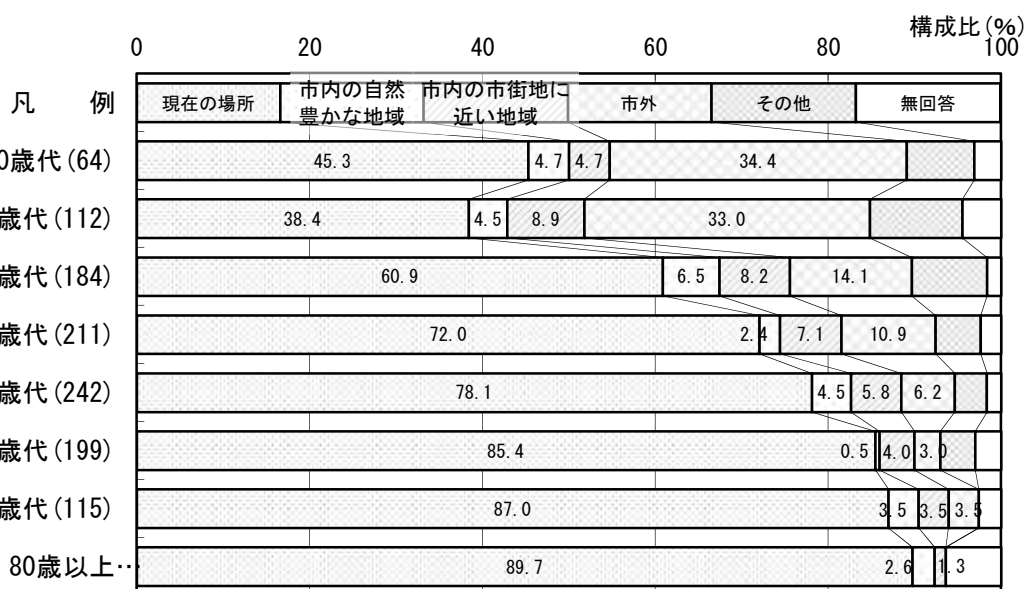 構成比(%)
0 20 40 60 80 100
凡 例
現在の場所
市内の自然
豊かな地域
市内の市街地に
近い地域
市外
その他
無回答
0歳代(64) 45.3 4.7 4.7 34.4
歳代(112) 38.4 4.5 8.9 33.0
歳代(184) 60.9 6.5 8.2 14.1
歳代(211) 72.0 2.4 7.1 10.9
歳代(242) 78.1 4.5 5.8 6.2
歳代(199) 85.4 0.5 4.0 3.0
歳代(115) 87.0 3.5 3.5 3.5
80歳以上… 89.7 2.6 1.3